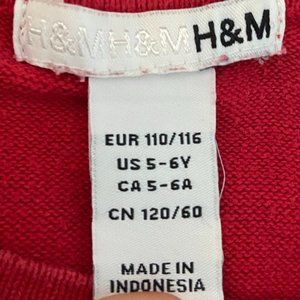 H&M H&M H&M
EUR 110/116
US 5-6Y
CA 5-6A
CN 120/60
MADE IN
INDONESIA